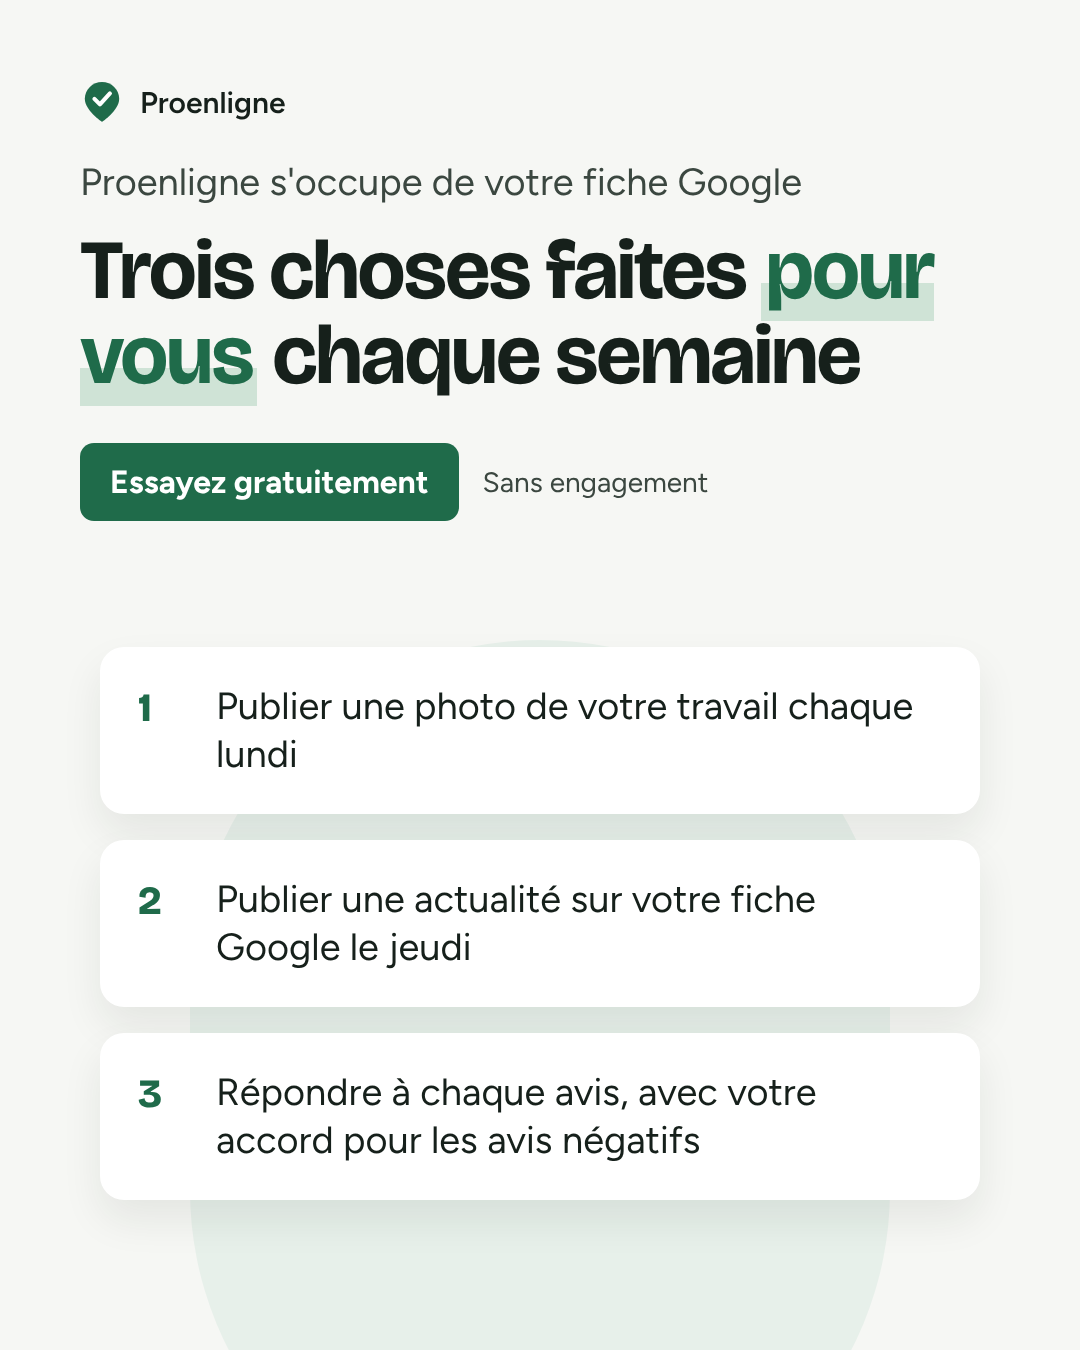 Proenligne
Proenligne s'occupe de votre fiche Google
Trois choses faites pour
vous chaque semaine
Essayez gratuitement
Sans engagement
1
Publier une photo de votre travail chaque
lundi
2
Publier une actualité sur votre fiche
Google le jeudi
3
Répondre à chaque avis, avec votre
accord pour les avis négatifs